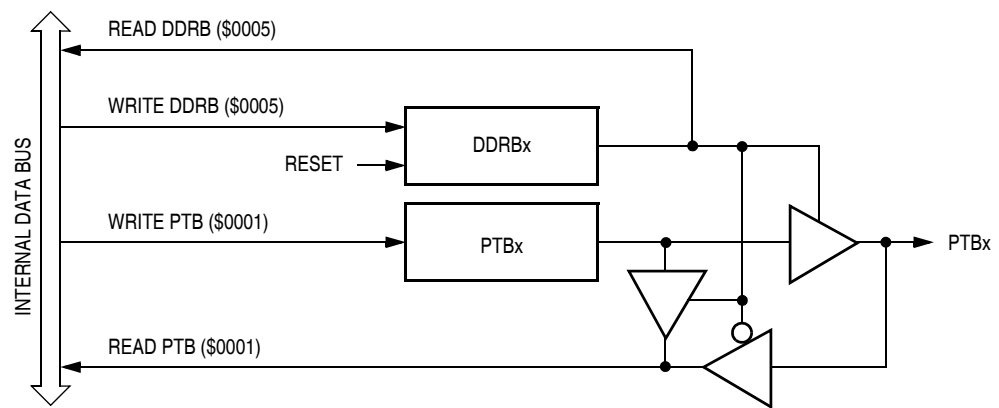 READ DDRB ($0005)
WRITE DDRB ($0005)
DDRBx
RESET
WRITE PTB ($0001)
PTBx
PTBx
READ PTB ($0001)
INTERNAL DATA BUS